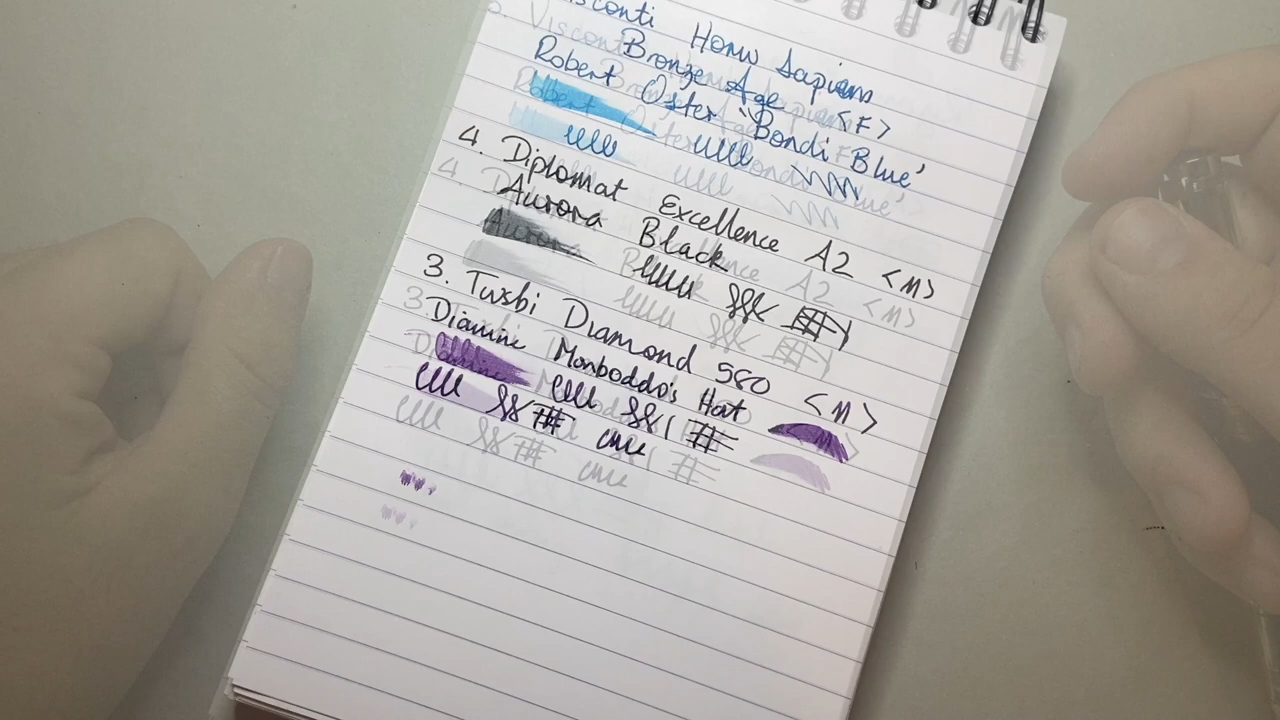 Visconti Homo Sapiens
Bronze Age <F>
Robert Oster 'Bondi Blue'
4. Diplomat Excellence A2 <M>
Aurora Black
3. Twsbi Diamond 580 <M>
Diamine Monboddo's Hat